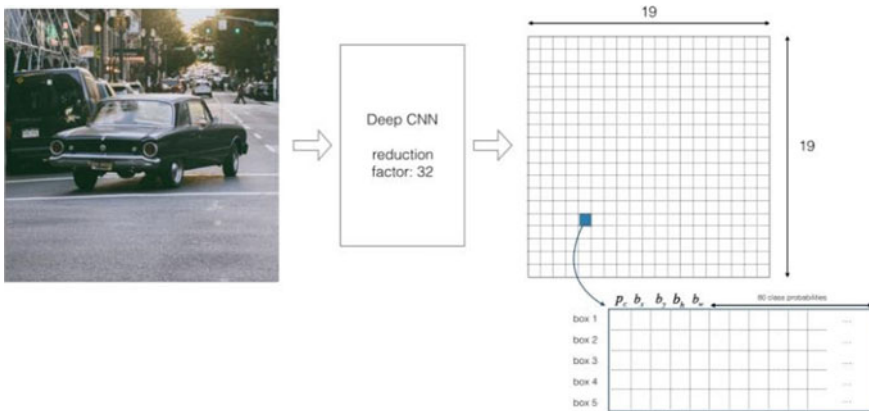 19
Deep CNN
reduction
factor: 32
19
p_c b_x b_y b_h b_w 80 class probabilities
box 1 ...
box 2 ...
box 3 ...
box 4 ...
box 5 ...